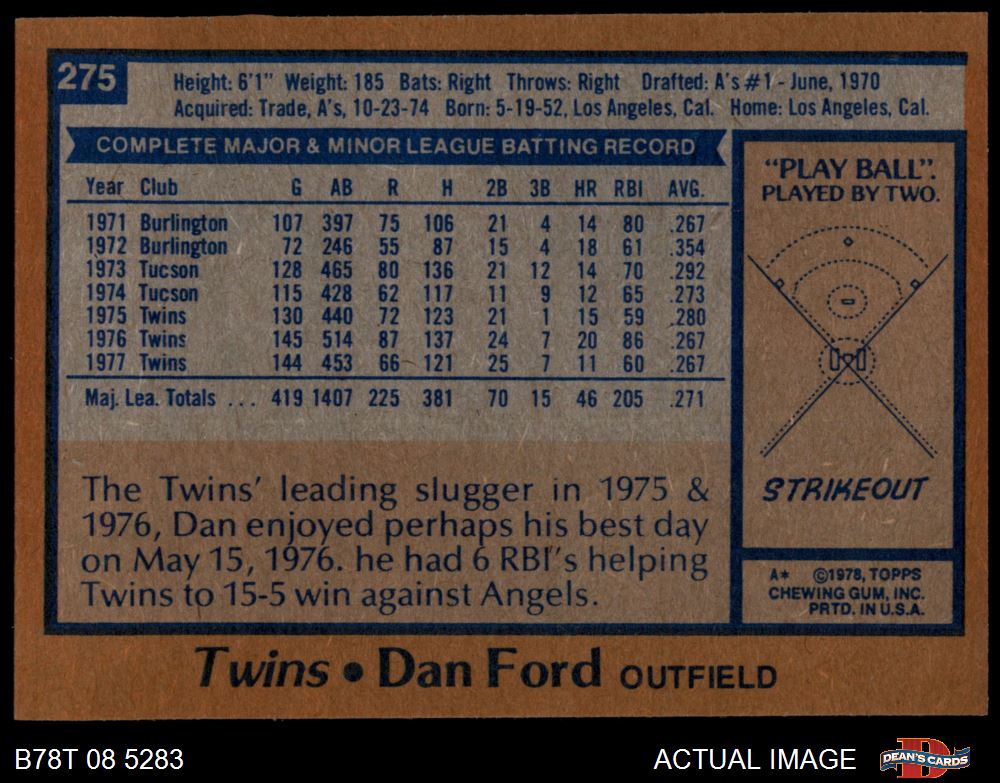 275
Height: 6'1" Weight: 185 Bats: Right Throws: Right Drafted: A's #1 - June, 1970
Acquired: Trade, A's, 10-23-74 Born: 5-19-52, Los Angeles, Cal. Home: Los Angeles, Cal.
COMPLETE MAJOR & MINOR LEAGUE BATTING RECORD
Year Club G AB R H 2B 3B HR RBI AVG.
1971 Burlington 107 397 75 106 21 4 14 80 .267
1972 Burlington 72 246 55 87 15 4 18 61 .354
1973 Tucson 128 465 80 136 21 12 14 70 .292
1974 Tucson 115 428 62 117 11 9 12 65 .273
1975 Twins 130 440 72 123 21 1 15 59 .280
1976 Twins 145 514 87 137 24 7 20 86 .267
1977 Twins 144 453 66 121 25 7 11 60 .267
Maj. Lea. Totals ... 419 1407 225 381 70 15 46 205 .271
The Twins' leading slugger in 1975 &
1976, Dan enjoyed perhaps his best day
on May 15, 1976. he had 6 RBI's helping
Twins to 15-5 win against Angels.
"PLAY BALL".
PLAYED BY TWO.
STRIKEOUT
A* ©1978, TOPPS
CHEWING GUM, INC.
PRTD. IN U.S.A.
Twins • Dan Ford OUTFIELD
B78T 08 5283
ACTUAL IMAGE
D
DEAN'S CARDS